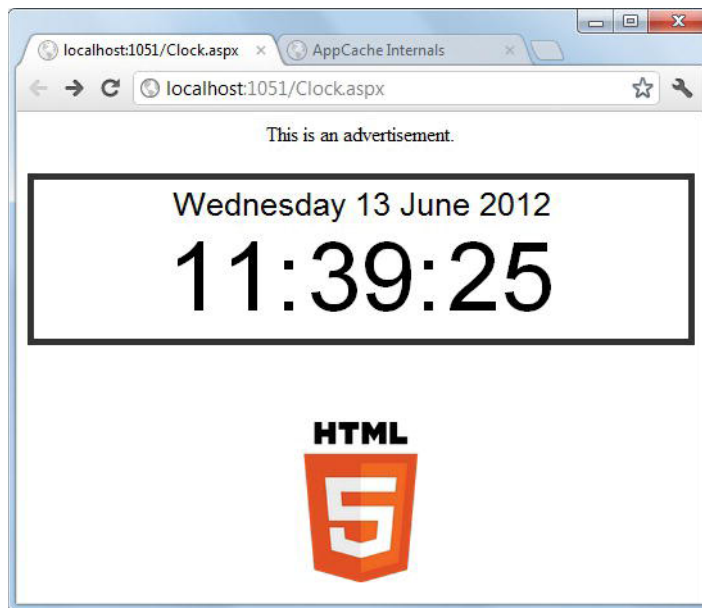 localhost:1051/Clock.aspx
AppCache Internals
localhost:1051/Clock.aspx
This is an advertisement.
Wednesday 13 June 2012
11:39:25
HTML
5